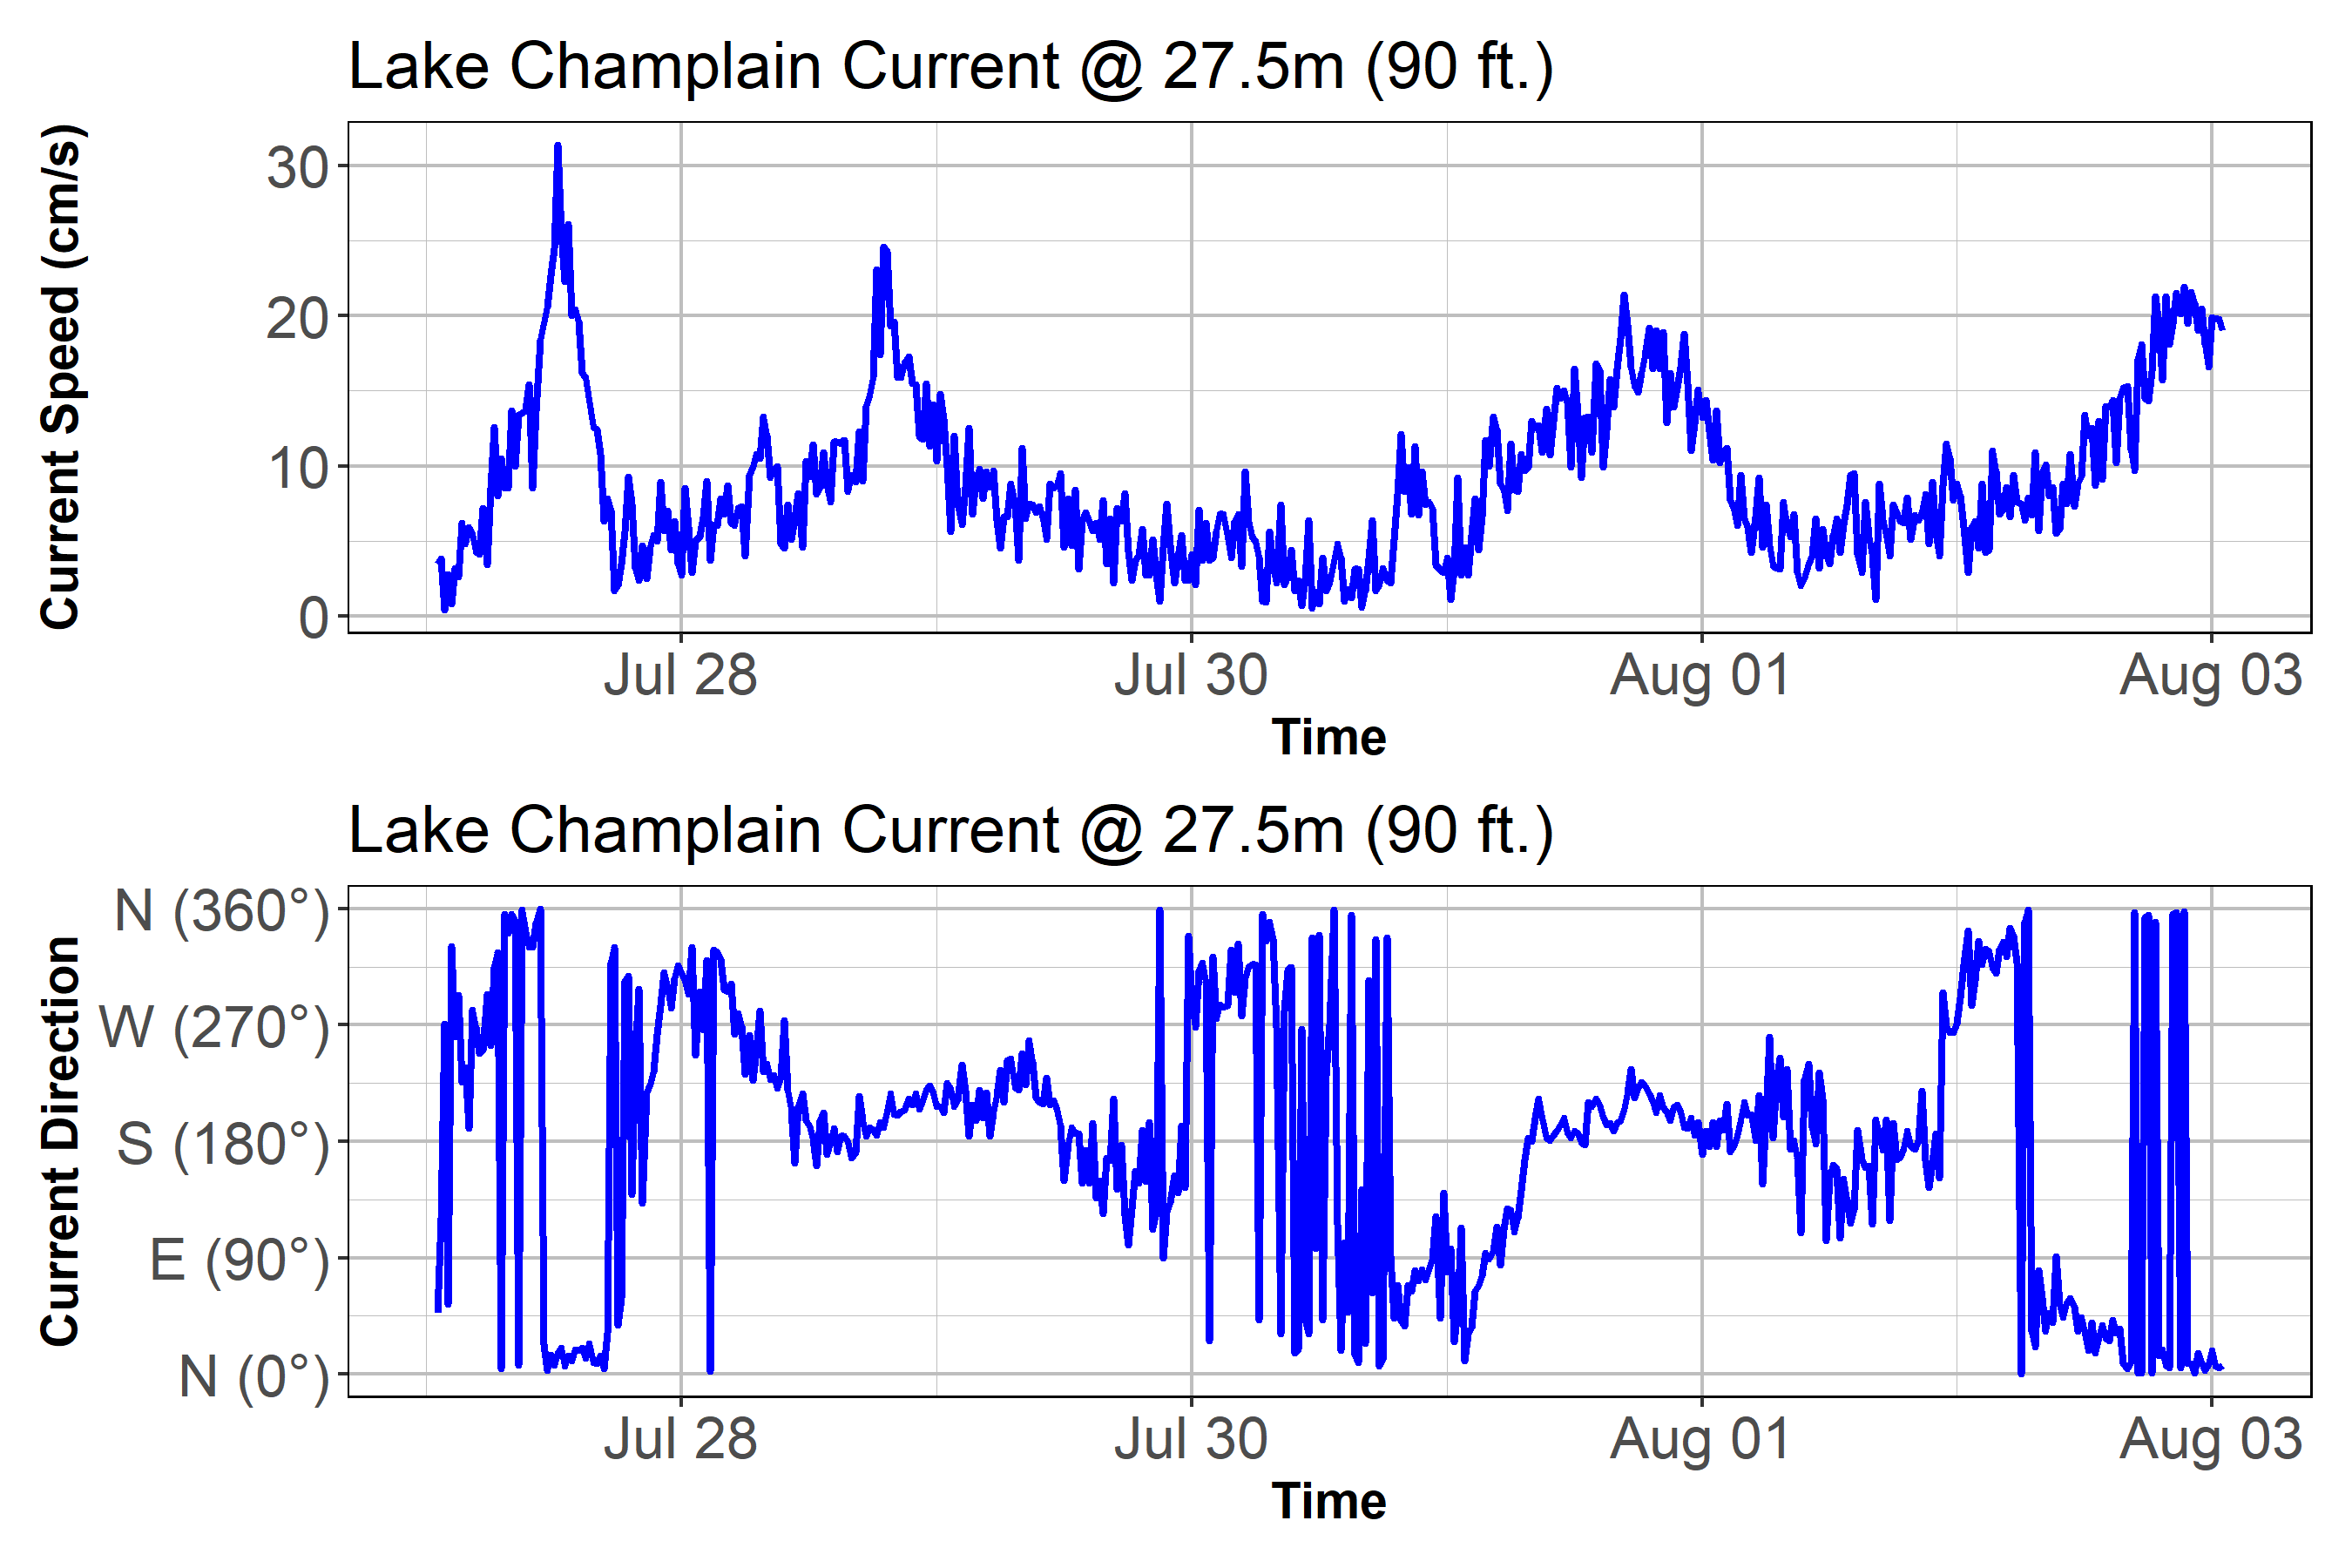 Lake Champlain Current @ 27.5m (90 ft.)
Current Speed (cm/s)
30
20
10
0
Jul 28 Jul 30 Aug 01 Aug 03
Time
Lake Champlain Current @ 27.5m (90 ft.)
Current Direction
N (360°)
W (270°)
S (180°)
E (90°)
N (0°)
Jul 28 Jul 30 Aug 01 Aug 03
Time